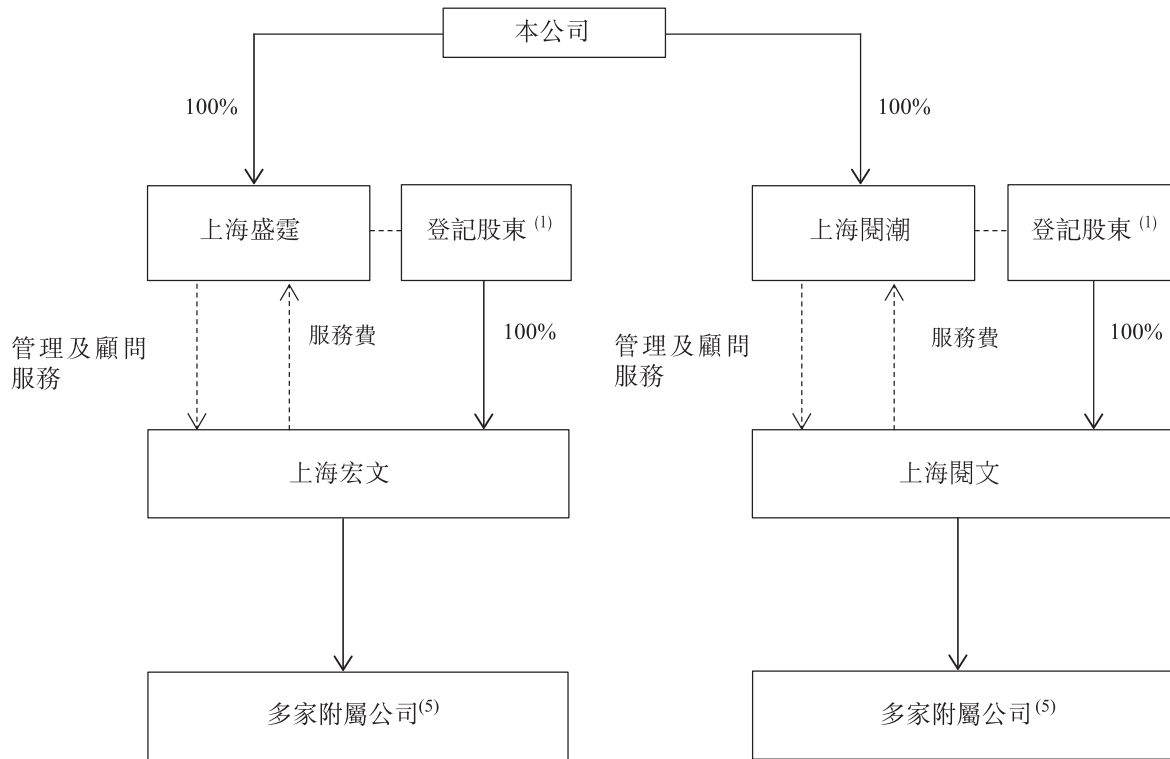 本公司
100%
100%
上海盛霆
登記股東 (1)
上海閱潮
登記股東 (1)
管理及顧問
服務
服務費
100%
管理及顧問
服務
服務費
100%
上海宏文
上海閱文
多家附屬公司(5)
多家附屬公司(5)